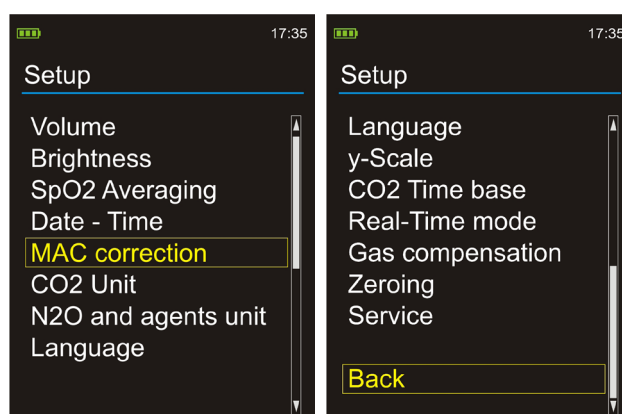 17:35
Setup
Volume
Brightness
SpO2 Averaging
Date - Time
MAC correction
CO2 Unit
N2O and agents unit
Language
17:35
Setup
Language
y-Scale
CO2 Time base
Real-Time mode
Gas compensation
Zeroing
Service
Back